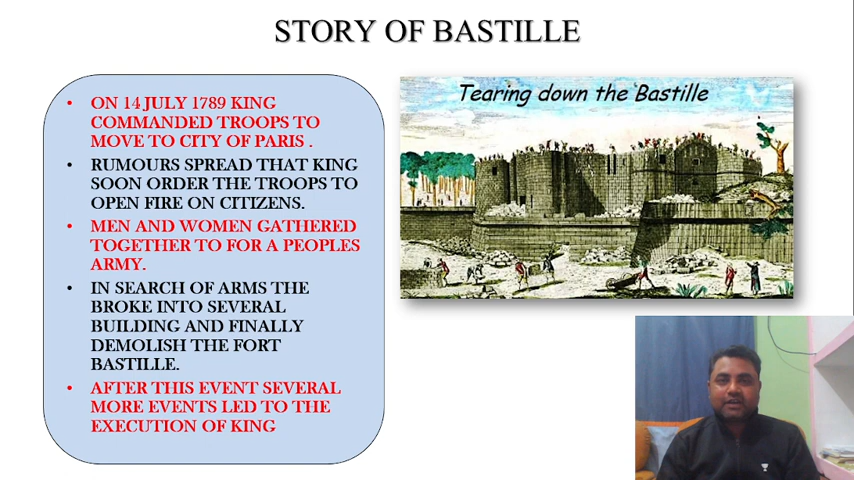 STORY OF BASTILLE
• ON 14 JULY 1789 KING
COMMANDED TROOPS TO
MOVE TO CITY OF PARIS .
• RUMOURS SPREAD THAT KING
SOON ORDER THE TROOPS TO
OPEN FIRE ON CITIZENS.
• MEN AND WOMEN GATHERED
TOGETHER TO FOR A PEOPLES
ARMY.
• IN SEARCH OF ARMS THE
BROKE INTO SEVERAL
BUILDING AND FINALLY
DEMOLISH THE FORT
BASTILLE.
• AFTER THIS EVENT SEVERAL
MORE EVENTS LED TO THE
EXECUTION OF KING
Tearing down the Bastille